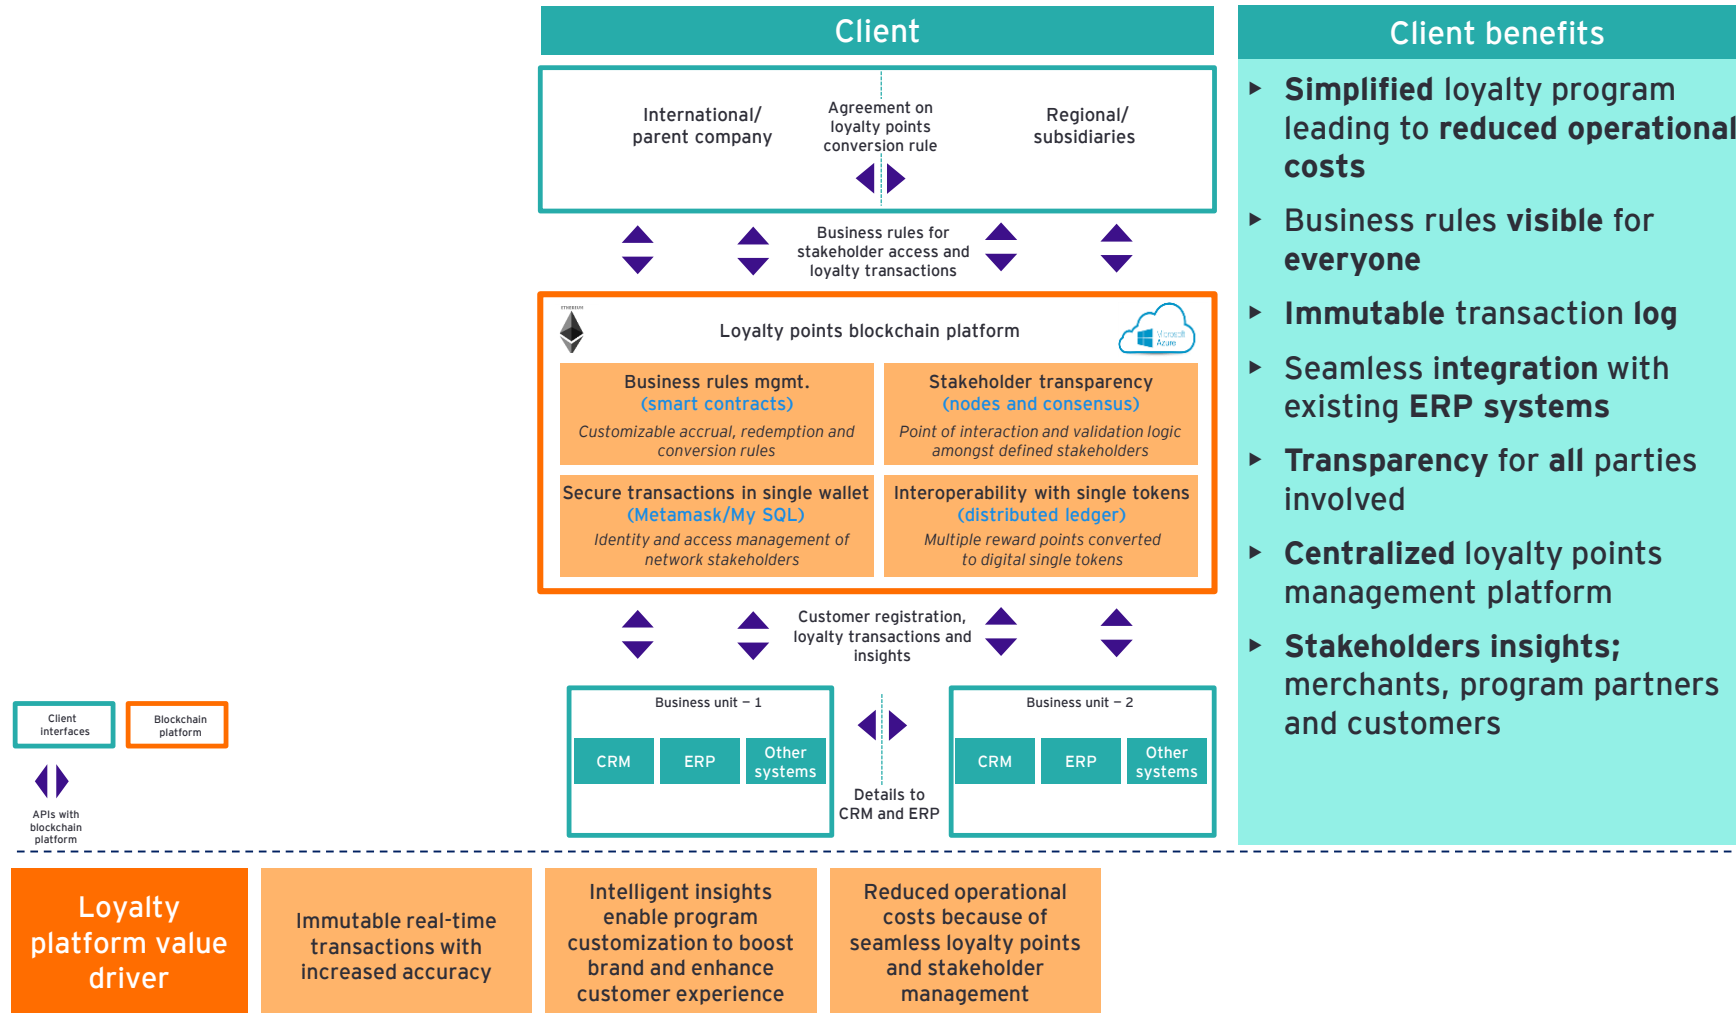 Client
International/
parent company
Agreement on
loyalty points
conversion rule
Regional/
subsidiaries
Business rules for
stakeholder access and
loyalty transactions
ETHEREUM
Loyalty points blockchain platform
Microsoft
Azure
Business rules mgmt.
(smart contracts)
Customizable accrual, redemption and
conversion rules
Stakeholder transparency
(nodes and consensus)
Point of interaction and validation logic
amongst defined stakeholders
Secure transactions in single wallet
(Metamask/My SQL)
Identity and access management of
network stakeholders
Interoperability with single tokens
(distributed ledger)
Multiple reward points converted
to digital single tokens
Customer registration,
loyalty transactions and
insights
Business unit – 1
CRM
ERP
Other
systems
Details to
CRM and ERP
Business unit – 2
CRM
ERP
Other
systems
Client benefits
▸ Simplified loyalty program
leading to reduced operational
costs
▸ Business rules visible for
everyone
▸ Immutable transaction log
▸ Seamless integration with
existing ERP systems
▸ Transparency for all parties
involved
▸ Centralized loyalty points
management platform
▸ Stakeholders insights;
merchants, program partners
and customers
Client
interfaces
Blockchain
platform
APIs with
blockchain
platform
Loyalty
platform value
driver
Immutable real-time
transactions with
increased accuracy
Intelligent insights
enable program
customization to boost
brand and enhance
customer experience
Reduced operational
costs because of
seamless loyalty points
and stakeholder
management